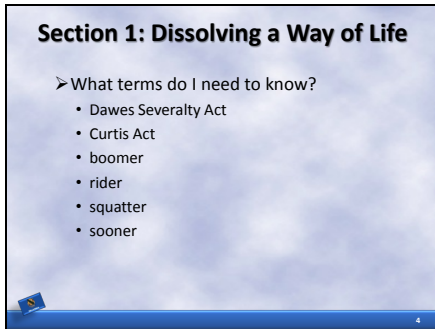 Section 1: Dissolving a Way of Life
➢What terms do I need to know?
• Dawes Severalty Act
• Curtis Act
• boomer
• rider
• squatter
• sooner
4